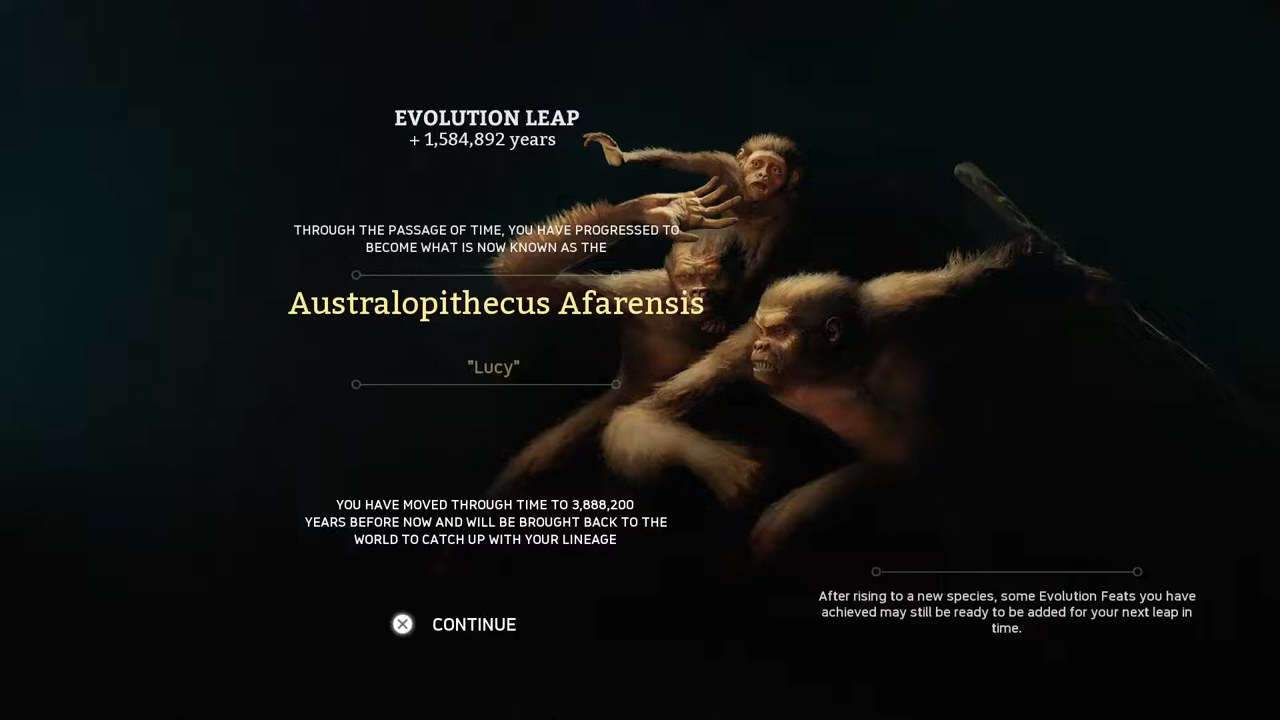 EVOLUTION LEAP
+ 1,584,892 years
THROUGH THE PASSAGE OF TIME, YOU HAVE PROGRESSED TO
BECOME WHAT IS NOW KNOWN AS THE
Australopithecus Afarensis
"Lucy"
YOU HAVE MOVED THROUGH TIME TO 3,888,200
YEARS BEFORE NOW AND WILL BE BROUGHT BACK TO THE
WORLD TO CATCH UP WITH YOUR LINEAGE
CONTINUE
After rising to a new species, some Evolution Feats you have
achieved may still be ready to be added for your next leap in
time.